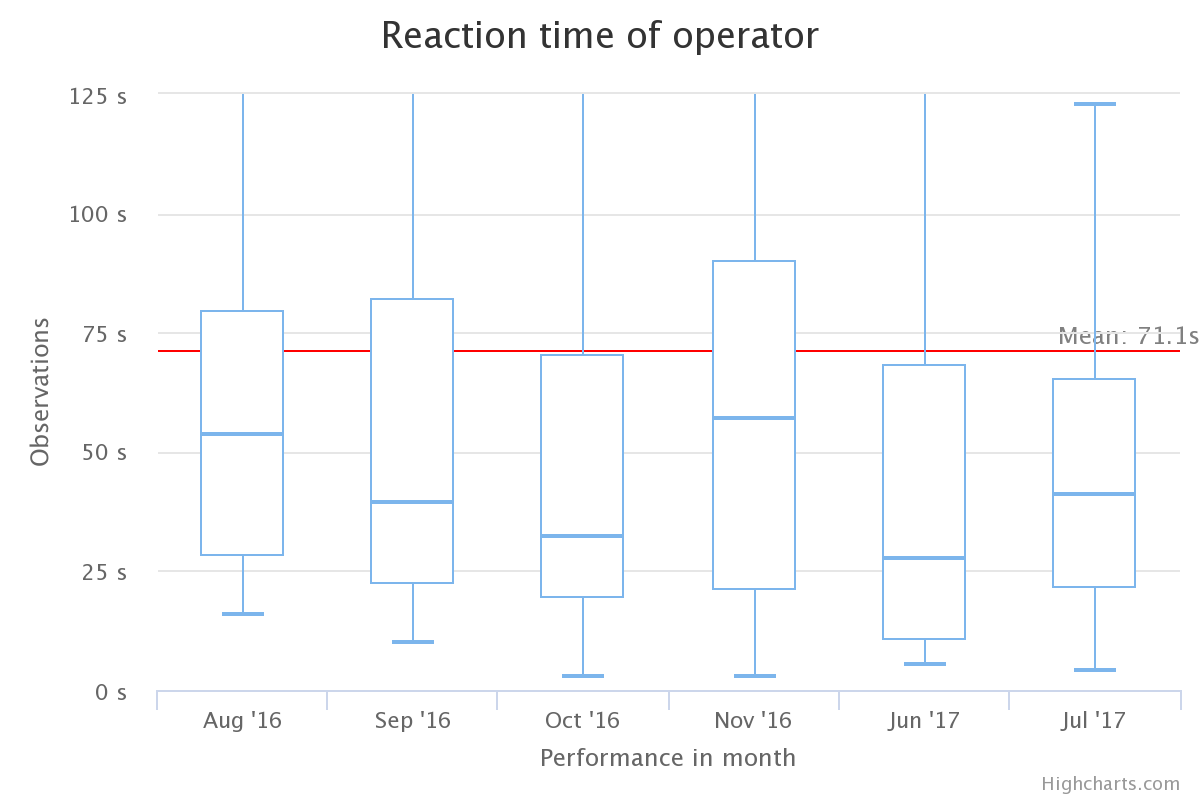 Reaction time of operator
125 s
100 s
75 s
50 s
25 s
0 s
Observations
Mean: 71.1s
Aug '16
Sep '16
Oct '16
Nov '16
Jun '17
Jul '17
Performance in month
Highcharts.com